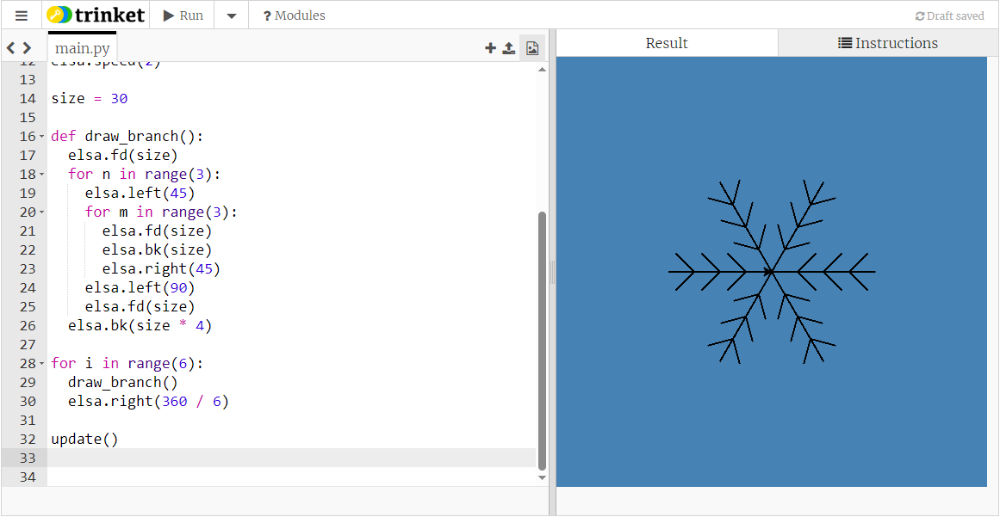 trinket Run ? Modules Draft saved
main.py Result Instructions
12 elsa.speed(2)
13
14 size = 30
15
16 def draw_branch():
17 elsa.fd(size)
18 for n in range(3):
19 elsa.left(45)
20 for m in range(3):
21 elsa.fd(size)
22 elsa.bk(size)
23 elsa.right(45)
24 elsa.left(90)
25 elsa.fd(size)
26 elsa.bk(size * 4)
27
28 for i in range(6):
29 draw_branch()
30 elsa.right(360 / 6)
31
32 update()
33
34